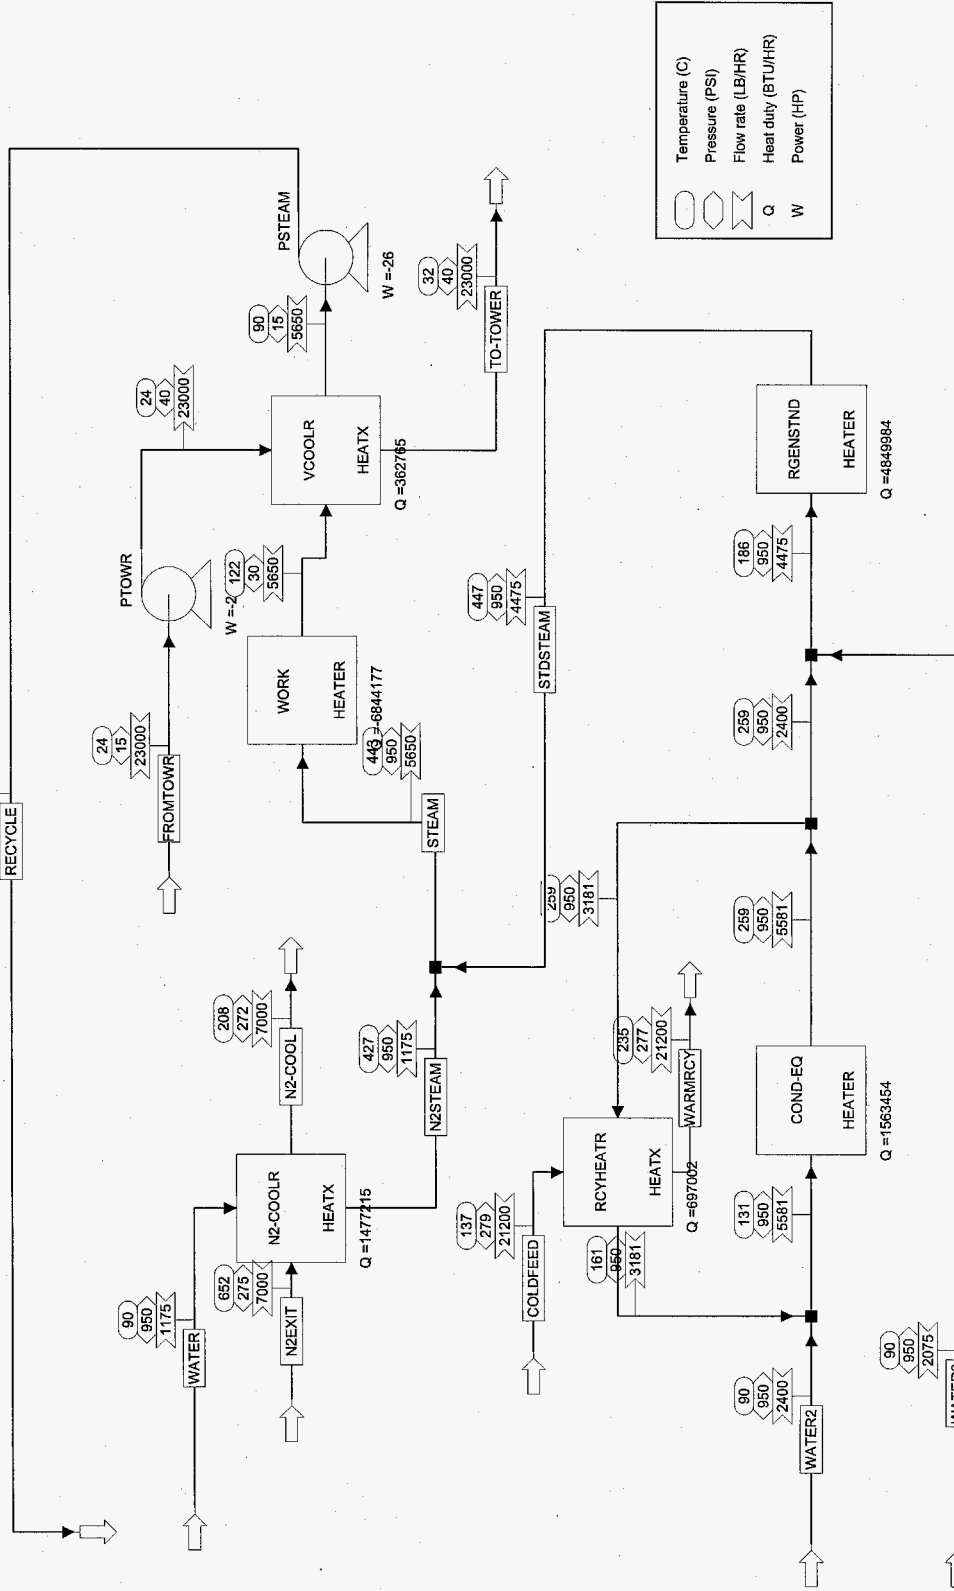 RECYCLE
PSTEAM
W =-26
90
15
5650
24
40
23000
PTOWR
W =-2
24
15
23000
FROMTOWR
VCOOLR
HEATX
Q =362765
32
40
23000
TO-TOWER
122
30
5650
WORK
HEATER
Q =-6844177
443
950
5650
STEAM
208
272
7000
N2-COOL
427
950
1175
N2STEAM
N2-COOLR
HEATX
Q =1477215
90
950
1175
WATER
652
275
7000
N2EXIT
447
950
4475
STDSTEAM
RGENSTND
HEATER
Q =4849984
186
950
4475
259
950
2400
259
950
3181
259
950
5581
235
277
21200
WARMRCY
RCYHEATR
HEATX
Q =697002
137
279
21200
COLDFEED
161
950
3181
COND-EQ
HEATER
Q =1563454
131
950
5581
90
950
2400
WATER2
90
950
2075
Temperature (C)
Pressure (PSI)
Flow rate (LB/HR)
Q Heat duty (BTU/HR)
W Power (HP)